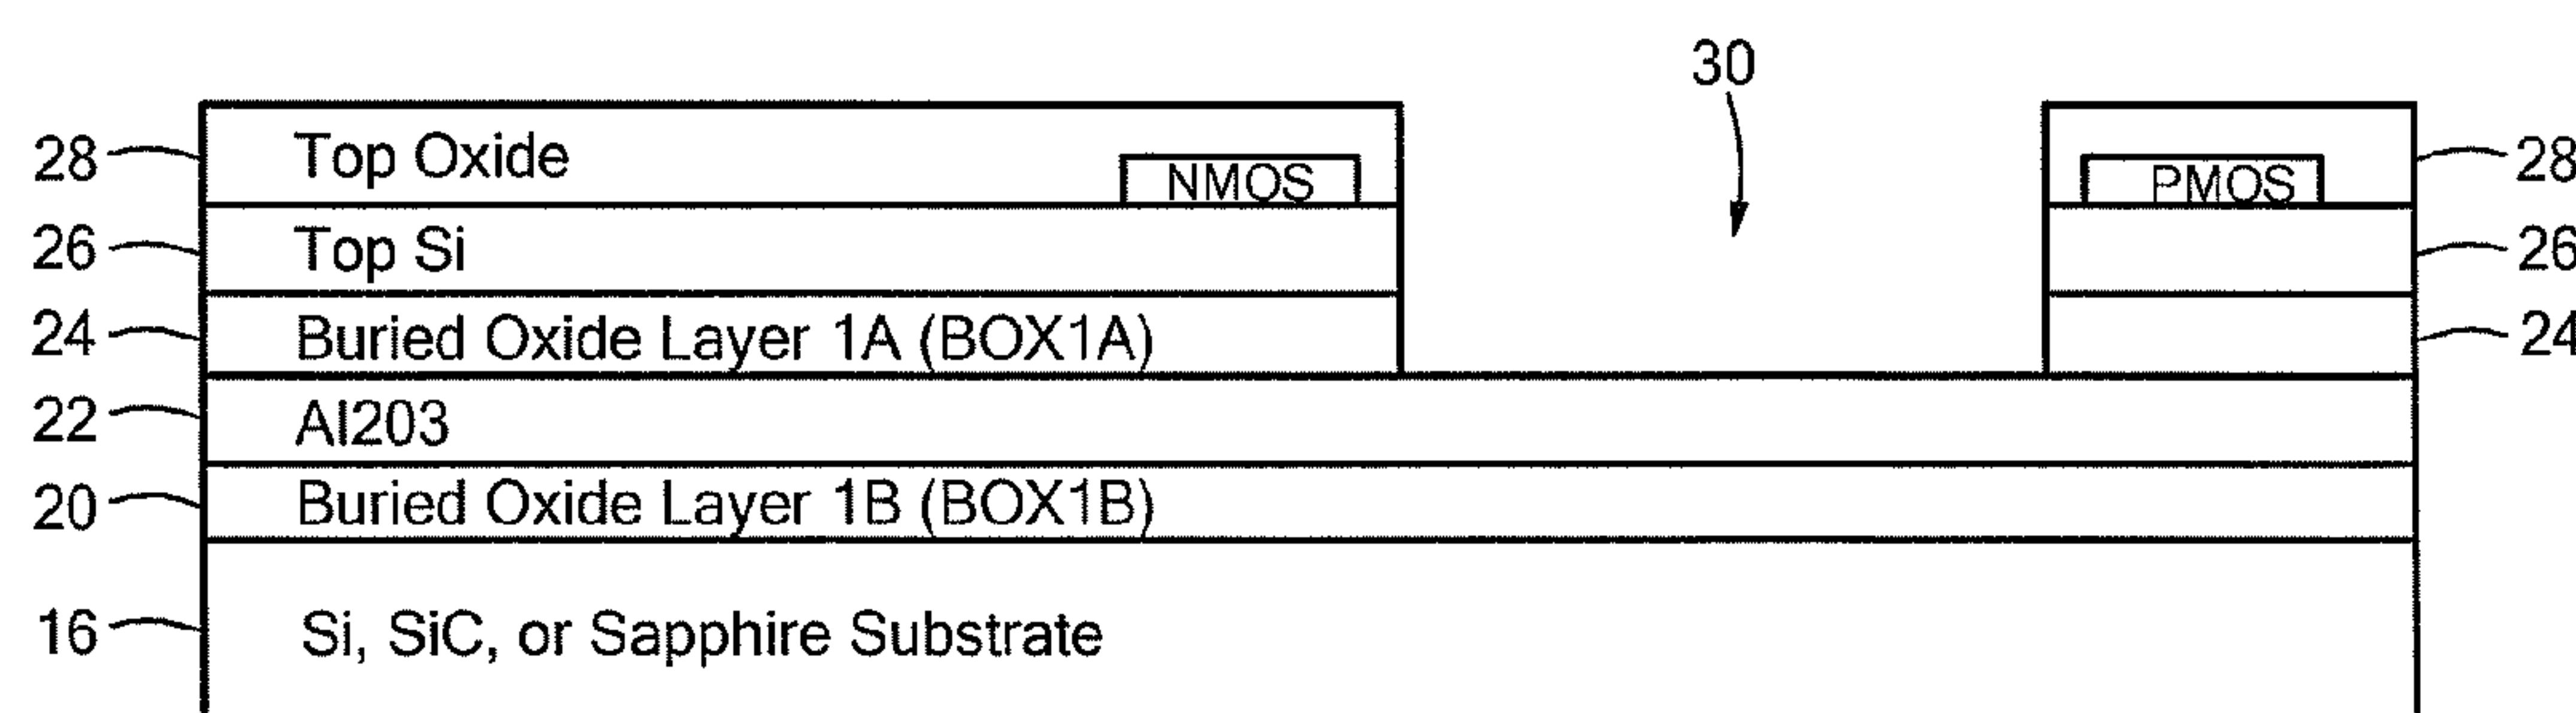 30
28 Top Oxide NMOS PMOS 28
26 Top Si 26
24 Buried Oxide Layer 1A (BOX1A) 24
22 Al203
20 Buried Oxide Layer 1B (BOX1B)
16 Si, SiC, or Sapphire Substrate